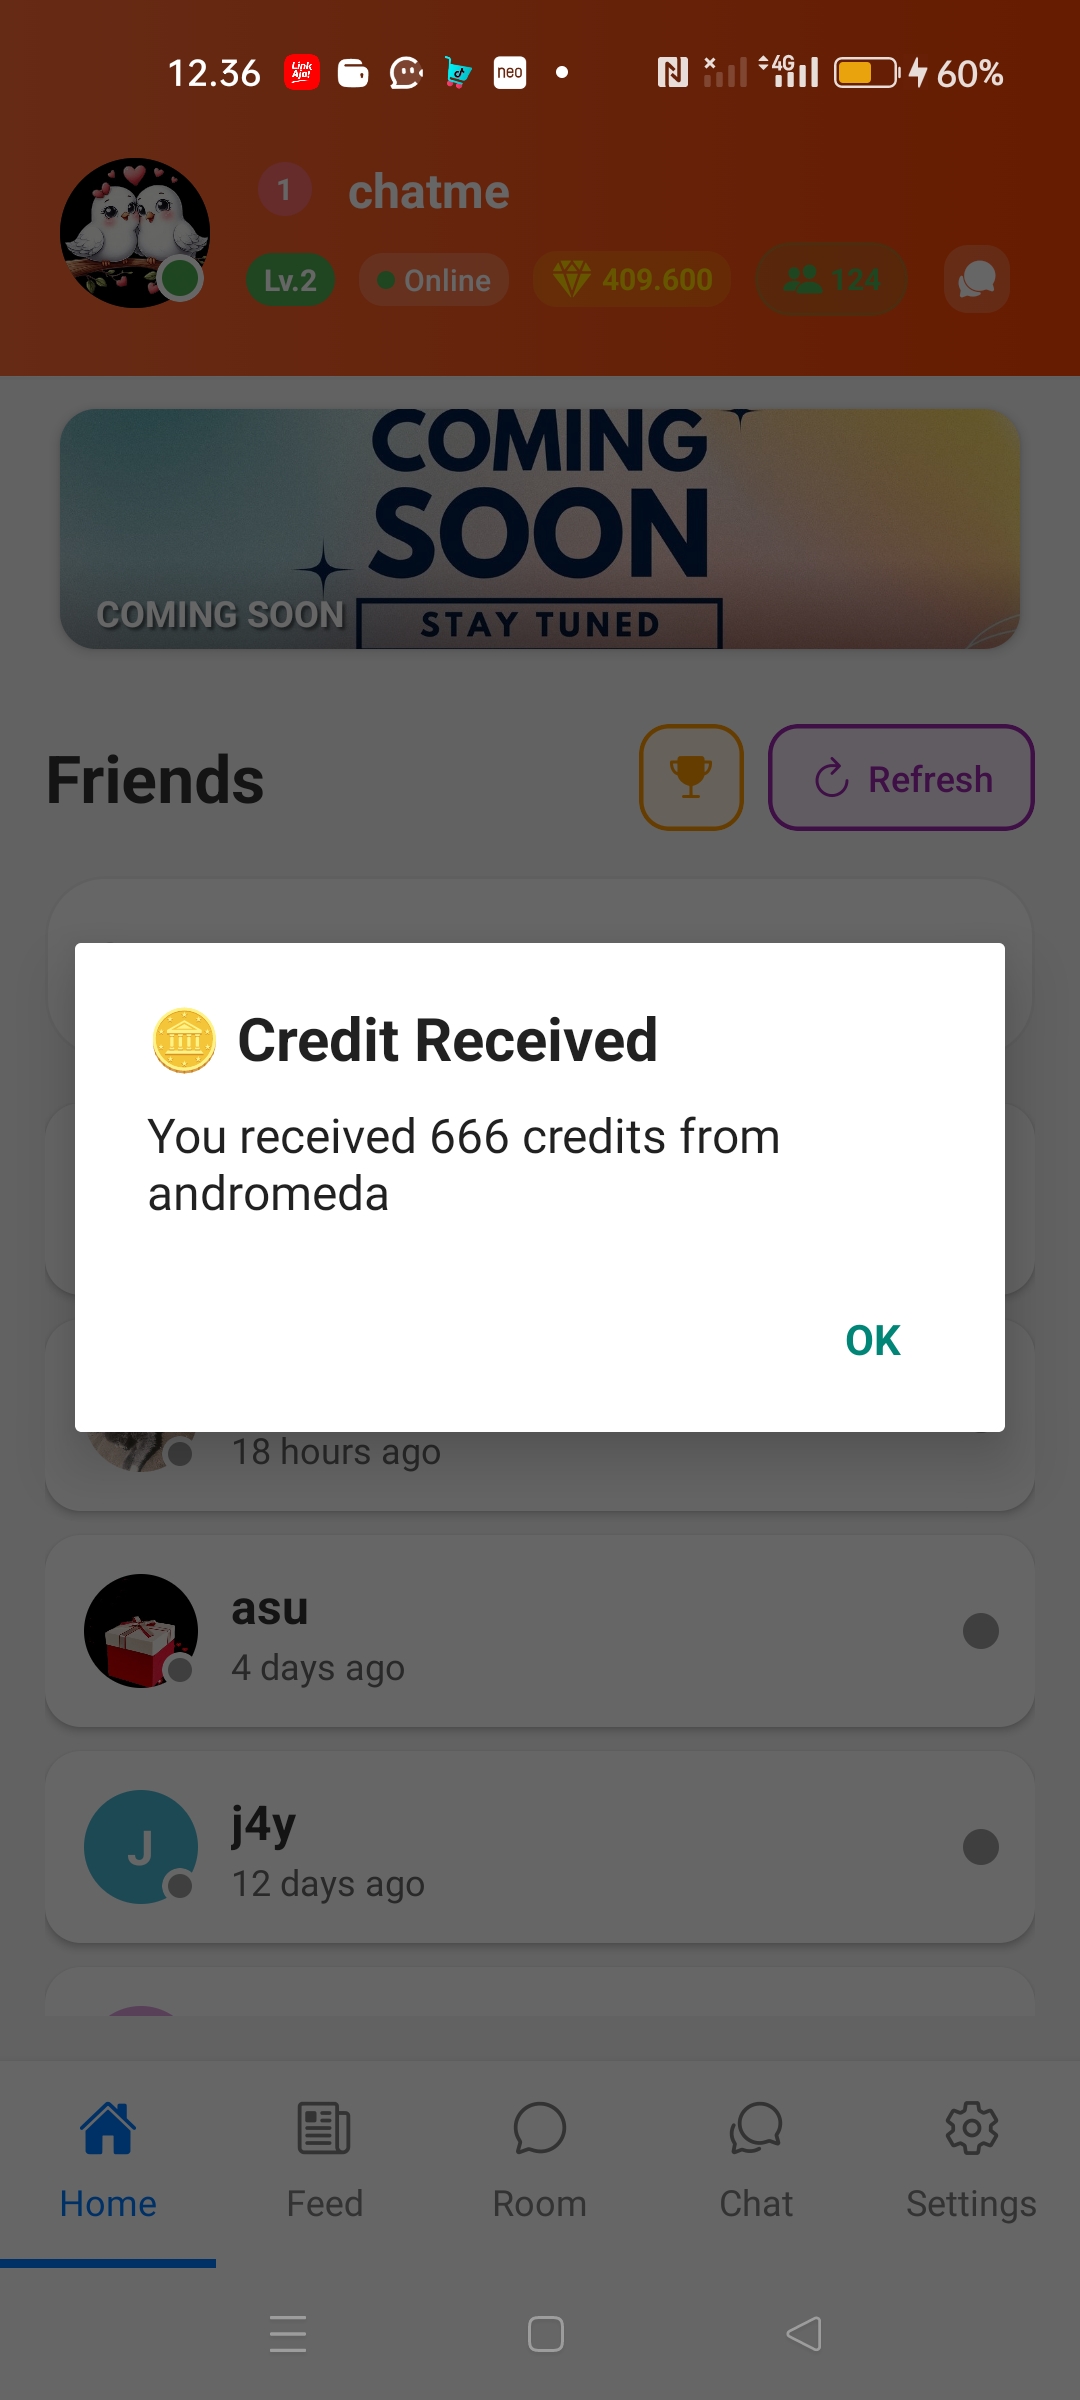 12.36
Link Aja!
neo
4G
60%
1
chatme
Lv.2
Online
409.600
124
COMING
SOON
COMING SOON
STAY TUNED
Friends
Refresh
Credit Received
You received 666 credits from
andromeda
OK
18 hours ago
asu
4 days ago
J
j4y
12 days ago
Home
Feed
Room
Chat
Settings